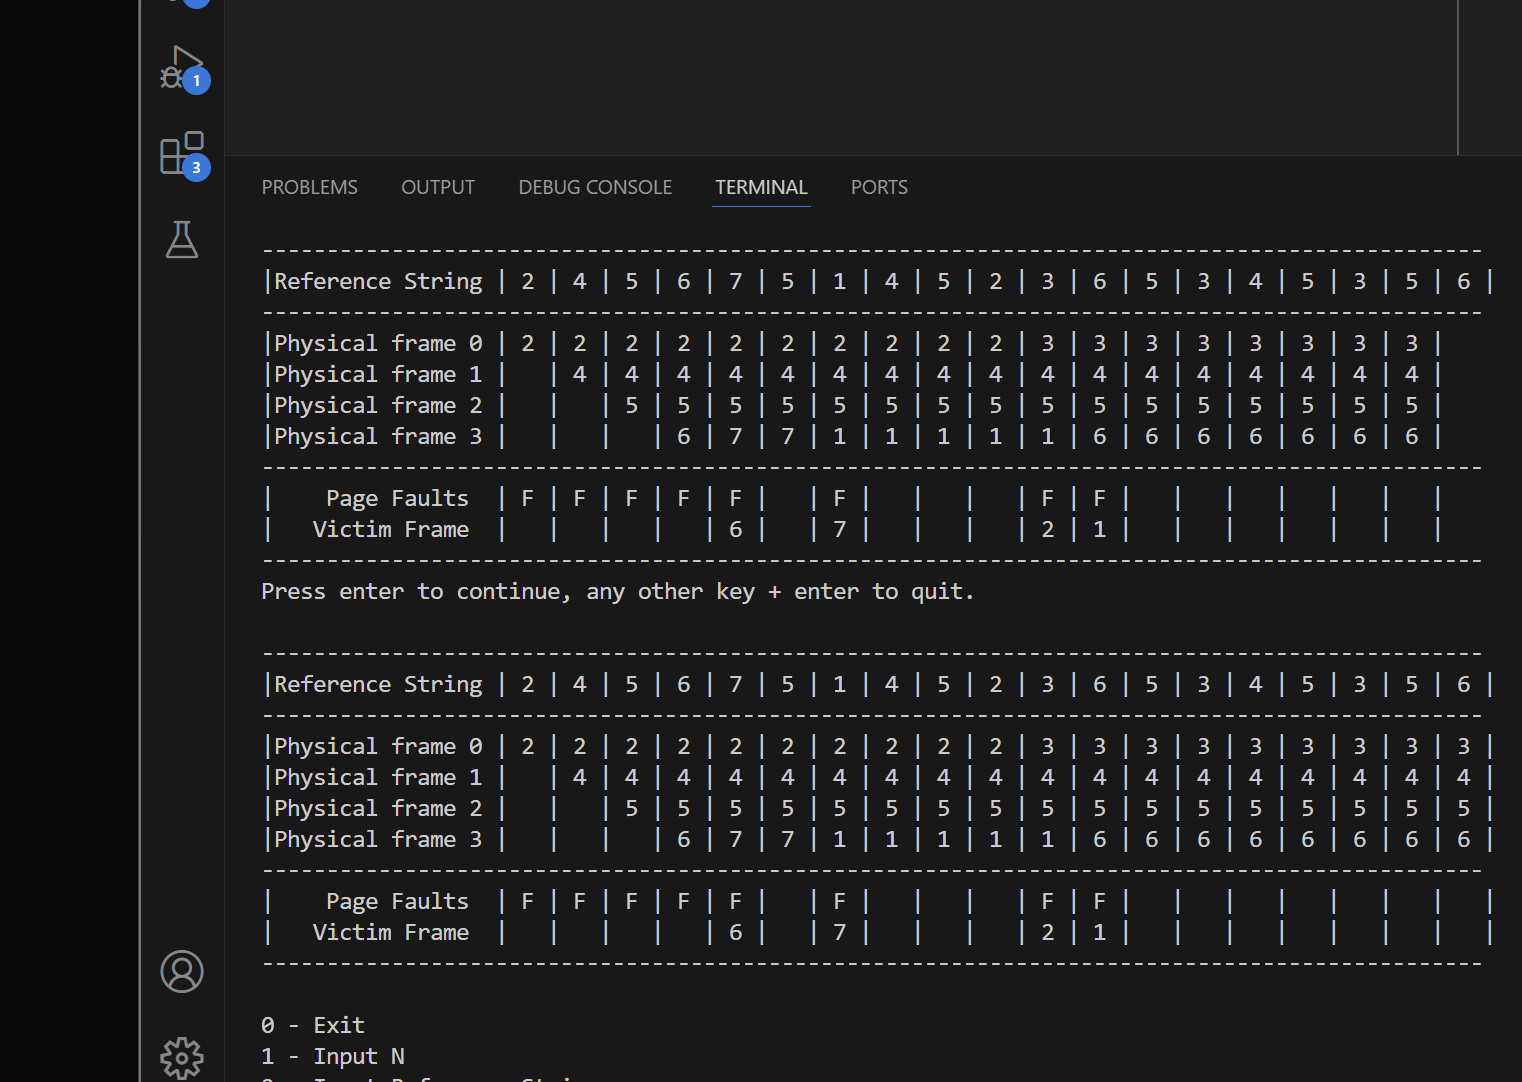 1
3
PROBLEMS OUTPUT DEBUG CONSOLE TERMINAL PORTS
----------------------------------------------------------------------------------------------
|Reference String | 2 | 4 | 5 | 6 | 7 | 5 | 1 | 4 | 5 | 2 | 3 | 6 | 5 | 3 | 4 | 5 | 3 | 5 | 6 |
----------------------------------------------------------------------------------------------
|Physical frame 0 | 2 | 2 | 2 | 2 | 2 | 2 | 2 | 2 | 2 | 2 | 3 | 3 | 3 | 3 | 3 | 3 | 3 | 3 |
|Physical frame 1 |   | 4 | 4 | 4 | 4 | 4 | 4 | 4 | 4 | 4 | 4 | 4 | 4 | 4 | 4 | 4 | 4 | 4 |
|Physical frame 2 |   |   | 5 | 5 | 5 | 5 | 5 | 5 | 5 | 5 | 5 | 5 | 5 | 5 | 5 | 5 | 5 | 5 |
|Physical frame 3 |   |   |   | 6 | 7 | 7 | 1 | 1 | 1 | 1 | 1 | 6 | 6 | 6 | 6 | 6 | 6 | 6 |
----------------------------------------------------------------------------------------------
|    Page Faults  | F | F | F | F | F |   | F |   |   |   | F | F |   |   |   |   |   |   |
|   Victim Frame  |   |   |   |   | 6 |   | 7 |   |   |   | 2 | 1 |   |   |   |   |   |   |
----------------------------------------------------------------------------------------------
Press enter to continue, any other key + enter to quit.
----------------------------------------------------------------------------------------------
|Reference String | 2 | 4 | 5 | 6 | 7 | 5 | 1 | 4 | 5 | 2 | 3 | 6 | 5 | 3 | 4 | 5 | 3 | 5 | 6 |
----------------------------------------------------------------------------------------------
|Physical frame 0 | 2 | 2 | 2 | 2 | 2 | 2 | 2 | 2 | 2 | 2 | 3 | 3 | 3 | 3 | 3 | 3 | 3 | 3 | 3 |
|Physical frame 1 |   | 4 | 4 | 4 | 4 | 4 | 4 | 4 | 4 | 4 | 4 | 4 | 4 | 4 | 4 | 4 | 4 | 4 | 4 |
|Physical frame 2 |   |   | 5 | 5 | 5 | 5 | 5 | 5 | 5 | 5 | 5 | 5 | 5 | 5 | 5 | 5 | 5 | 5 | 5 |
|Physical frame 3 |   |   |   | 6 | 7 | 7 | 1 | 1 | 1 | 1 | 1 | 6 | 6 | 6 | 6 | 6 | 6 | 6 | 6 |
----------------------------------------------------------------------------------------------
|    Page Faults  | F | F | F | F | F |   | F |   |   |   | F | F |   |   |   |   |   |   |   |
|   Victim Frame  |   |   |   |   | 6 |   | 7 |   |   |   | 2 | 1 |   |   |   |   |   |   |   |
----------------------------------------------------------------------------------------------
0 - Exit
1 - Input N